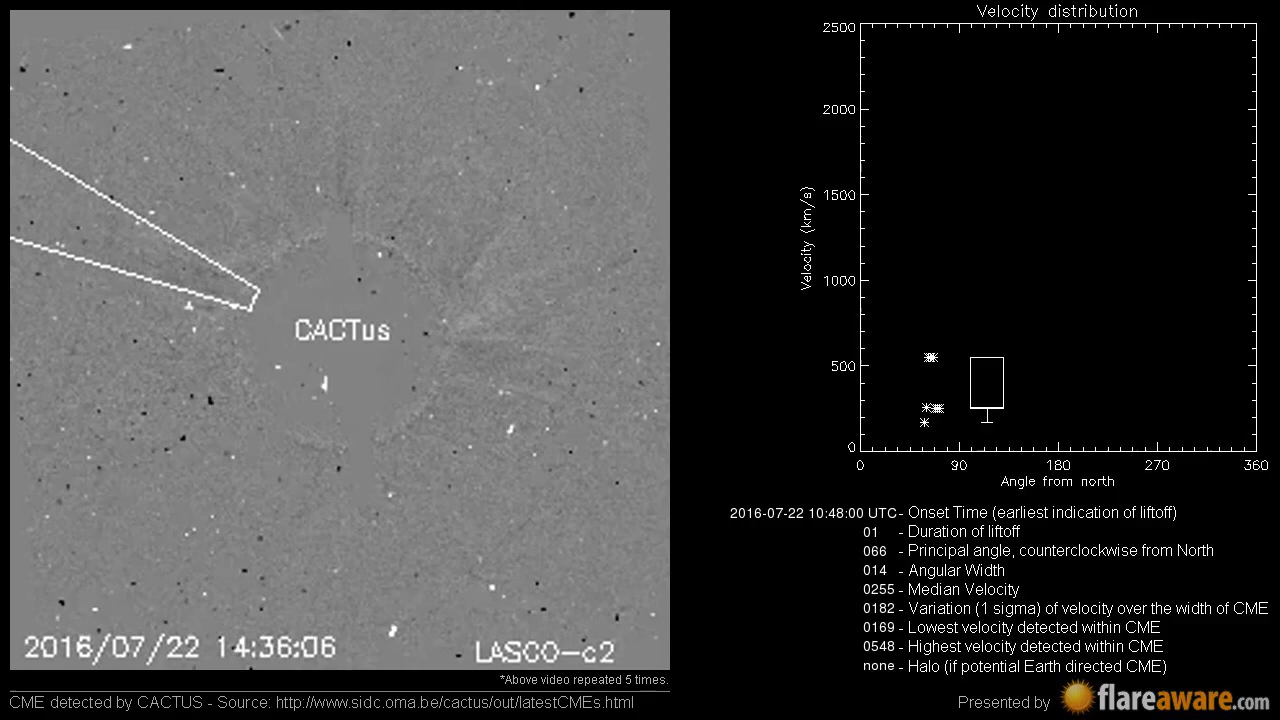 CACTus
2016/07/22 14:36:06
LASCO-c2
*Above video repeated 5 times.
CME detected by CACTUS - Source: http://www.sidc.oma.be/cactus/out/latestCMEs.html
Velocity distribution
Velocity (km/s)
2500
2000
1500
1000
500
0
0 90 180 270 360
Angle from north
2016-07-22 10:48:00 UTC - Onset Time (earliest indication of liftoff)
01 - Duration of liftoff
066 - Principal angle, counterclockwise from North
014 - Angular Width
0255 - Median Velocity
0182 - Variation (1 sigma) of velocity over the width of CME
0169 - Lowest velocity detected within CME
0548 - Highest velocity detected within CME
none - Halo (if potential Earth directed CME)
Presented by flareaware.com